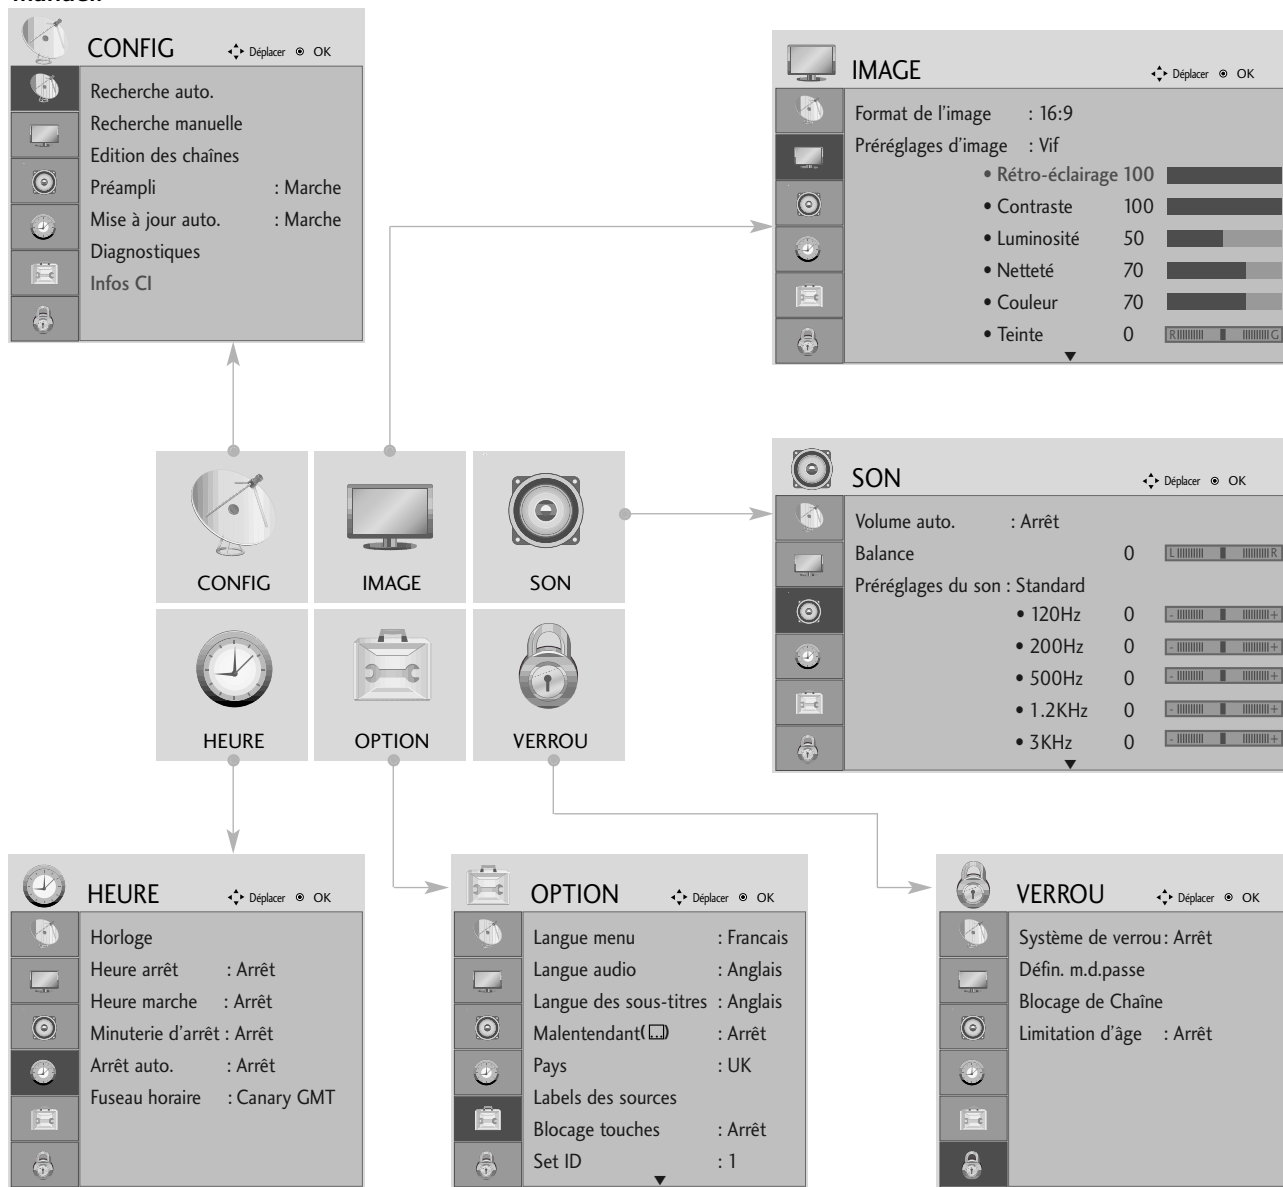 CONFIG
Déplacer OK
Recherche auto.
Recherche manuelle
Edition des chaînes
Préampli : Marche
Mise à jour auto. : Marche
Diagnostiques
Infos CI
IMAGE
Déplacer OK
Format de l'image : 16:9
Préréglages d'image : Vif
• Rétro-éclairage 100
• Contraste 100
• Luminosité 50
• Netteté 70
• Couleur 70
• Teinte 0 R G
CONFIG
IMAGE
SON
HEURE
OPTION
VERROU
SON
Déplacer OK
Volume auto. : Arrêt
Balance 0 L R
Préréglages du son : Standard
• 120Hz 0 - +
• 200Hz 0 - +
• 500Hz 0 - +
• 1.2KHz 0 - +
• 3KHz 0 - +
HEURE
Déplacer OK
Horloge
Heure arrêt : Arrêt
Heure marche : Arrêt
Minuterie d'arrêt : Arrêt
Arrêt auto. : Arrêt
Fuseau horaire : Canary GMT
OPTION
Déplacer OK
Langue menu : Francais
Langue audio : Anglais
Langue des sous-titres : Anglais
Malentendant( ) : Arrêt
Pays : UK
Labels des sources
Blocage touches : Arrêt
Set ID : 1
VERROU
Déplacer OK
Système de verrou : Arrêt
Défin. m.d.passe
Blocage de Chaîne
Limitation d'âge : Arrêt